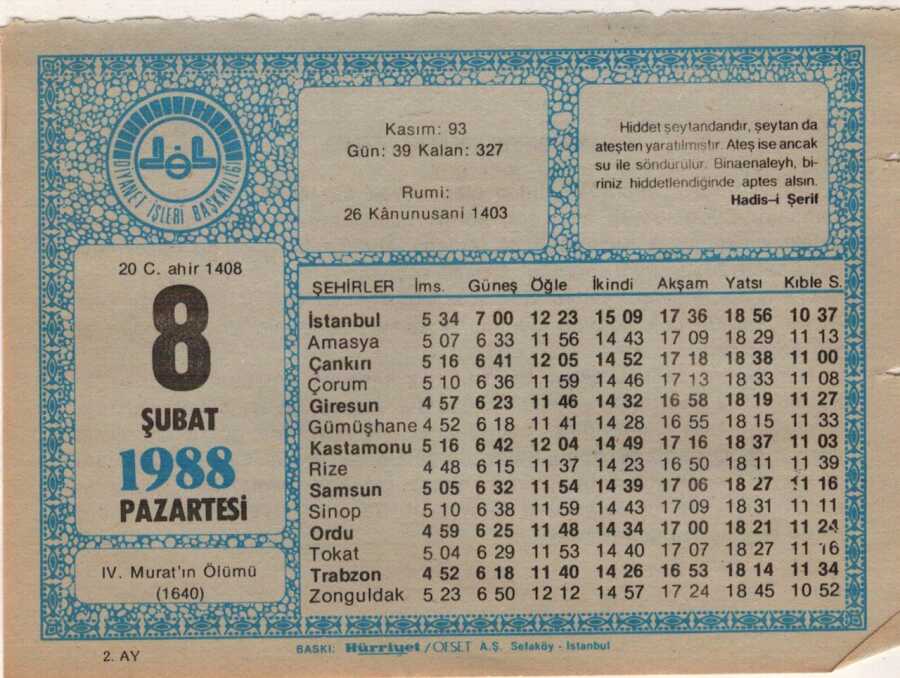 DİYANET İŞLERİ BAŞKANLIĞI
Kasım: 93
Gün: 39 Kalan: 327
Rumi:
26 Kânunusani 1403
Hiddet şeytandandır, şeytan da
ateşten yaratılmıştır. Ateş ise ancak
su ile söndürülür. Binaenaleyh, bi-
riniz hiddetlendiğinde aptes alsın.
Hadis-i Şerif
20 C. ahir 1408
8
ŞUBAT
1988
PAZARTESİ
IV. Murat'ın Ölümü
(1640)
ŞEHİRLER İms. Güneş Öğle İkindi Akşam Yatsı Kıble S.
İstanbul 5 34 7 00 12 23 15 09 17 36 18 56 10 37
Amasya 5 07 6 33 11 56 14 43 17 09 18 29 11 13
Çankırı 5 16 6 41 12 05 14 52 17 18 18 38 11 00
Çorum 5 10 6 36 11 59 14 46 17 13 18 33 11 08
Giresun 4 57 6 23 11 46 14 32 16 58 18 19 11 27
Gümüşhane 4 52 6 18 11 41 14 28 16 55 18 15 11 33
Kastamonu 5 16 6 42 12 04 14 49 17 16 18 37 11 03
Rize 4 48 6 15 11 37 14 23 16 50 18 11 11 39
Samsun 5 05 6 32 11 54 14 39 17 06 18 27 11 16
Sinop 5 10 6 38 11 59 14 43 17 09 18 31 11 11
Ordu 4 59 6 25 11 48 14 34 17 00 18 21 11 24
Tokat 5 04 6 29 11 53 14 40 17 07 18 27 11 16
Trabzon 4 52 6 18 11 40 14 26 16 53 18 14 11 34
Zonguldak 5 23 6 50 12 12 14 57 17 24 18 45 10 52
2. AY
BASKI: Hürriyet / OFSET A.Ş. Sefaköy - İstanbul